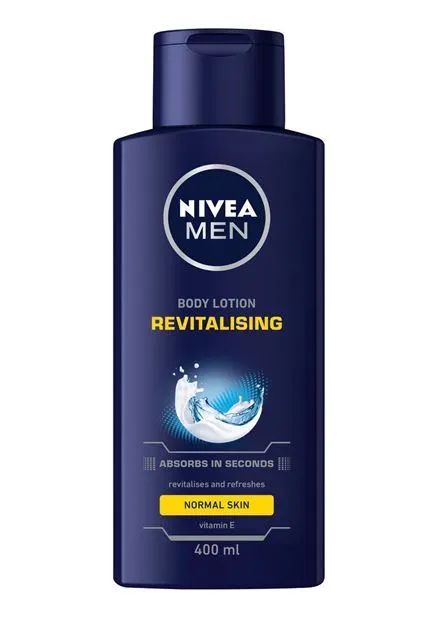 NIVEA
MEN
BODY LOTION
REVITALISING
ABSORBS IN SECONDS
revitalises and refreshes
NORMAL SKIN
vitamin E
400 ml